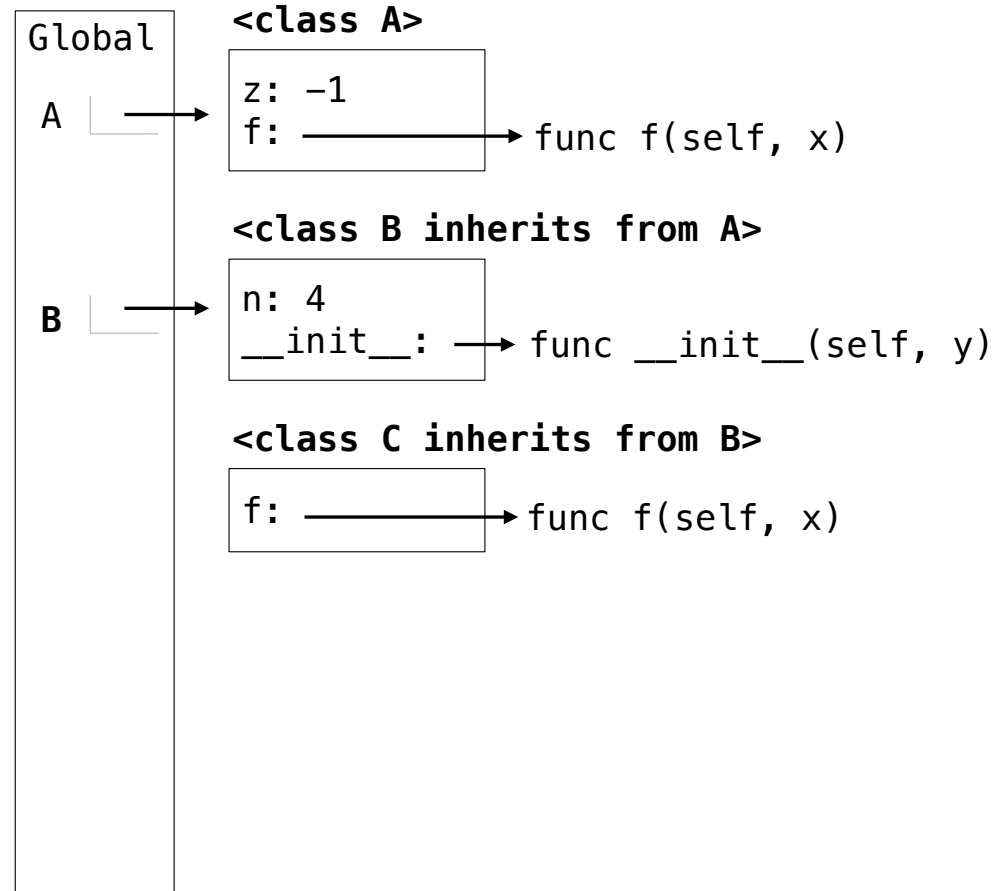 Global
A
B
<class A>
z: −1
f:
func f(self, x)
<class B inherits from A>
n: 4
__init__:
func __init__(self, y)
<class C inherits from B>
f:
func f(self, x)